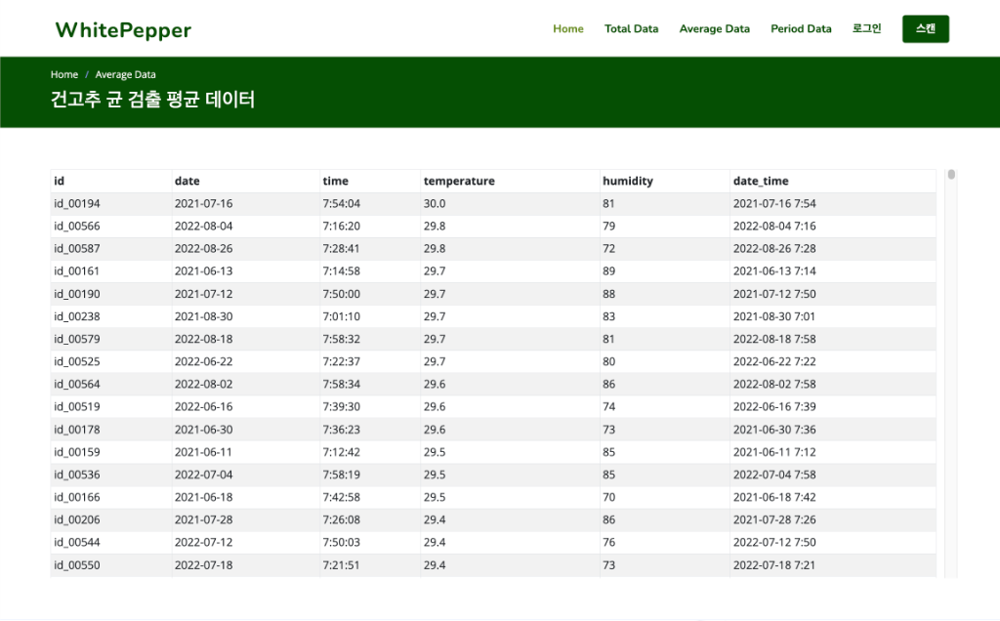 WhitePepper
Home Total Data Average Data Period Data 로그인 스캔
Home / Average Data
건고추 균 검출 평균 데이터
id date time temperature humidity date_time
id_00194 2021-07-16 7:54:04 30.0 81 2021-07-16 7:54
id_00566 2022-08-04 7:16:20 29.8 79 2022-08-04 7:16
id_00587 2022-08-26 7:28:41 29.8 72 2022-08-26 7:28
id_00161 2021-06-13 7:14:58 29.7 89 2021-06-13 7:14
id_00190 2021-07-12 7:50:00 29.7 88 2021-07-12 7:50
id_00238 2021-08-30 7:01:10 29.7 83 2021-08-30 7:01
id_00579 2022-08-18 7:58:32 29.7 81 2022-08-18 7:58
id_00525 2022-06-22 7:22:37 29.7 80 2022-06-22 7:22
id_00564 2022-08-02 7:58:34 29.6 86 2022-08-02 7:58
id_00519 2022-06-16 7:39:30 29.6 74 2022-06-16 7:39
id_00178 2021-06-30 7:36:23 29.6 73 2021-06-30 7:36
id_00159 2021-06-11 7:12:42 29.5 85 2021-06-11 7:12
id_00536 2022-07-04 7:58:19 29.5 85 2022-07-04 7:58
id_00166 2021-06-18 7:42:58 29.5 70 2021-06-18 7:42
id_00206 2021-07-28 7:26:08 29.4 86 2021-07-28 7:26
id_00544 2022-07-12 7:50:03 29.4 76 2022-07-12 7:50
id_00550 2022-07-18 7:21:51 29.4 73 2022-07-18 7:21